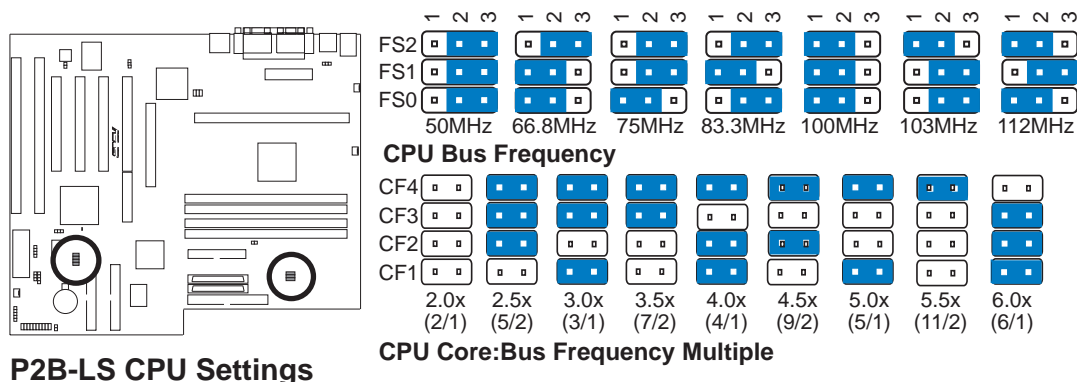 1 2 3 1 2 3 1 2 3 1 2 3 1 2 3 1 2 3 1 2 3
FS2
FS1
FS0
50MHz 66.8MHz 75MHz 83.3MHz 100MHz 103MHz 112MHz
CPU Bus Frequency
CF4
CF3
CF2
CF1
2.0x 2.5x 3.0x 3.5x 4.0x 4.5x 5.0x 5.5x 6.0x
(2/1) (5/2) (3/1) (7/2) (4/1) (9/2) (5/1) (11/2) (6/1)
CPU Core:Bus Frequency Multiple
P2B-LS CPU Settings